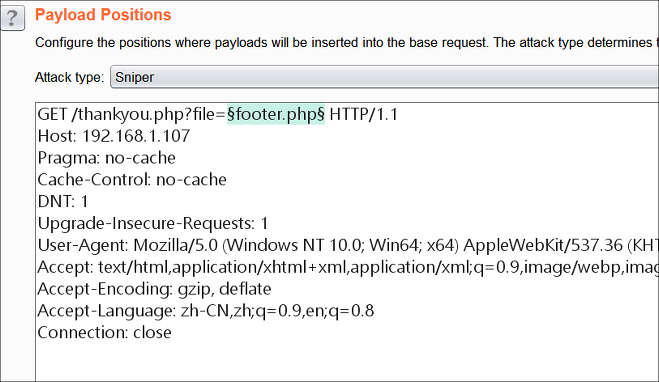 ?
Payload Positions
Configure the positions where payloads will be inserted into the base request. The attack type determines
Attack type: Sniper
GET /thankyou.php?file=§footer.php§ HTTP/1.1
Host: 192.168.1.107
Pragma: no-cache
Cache-Control: no-cache
DNT: 1
Upgrade-Insecure-Requests: 1
User-Agent: Mozilla/5.0 (Windows NT 10.0; Win64; x64) AppleWebKit/537.36 (KHT
Accept: text/html,application/xhtml+xml,application/xml;q=0.9,image/webp,imag
Accept-Encoding: gzip, deflate
Accept-Language: zh-CN,zh;q=0.9,en;q=0.8
Connection: close